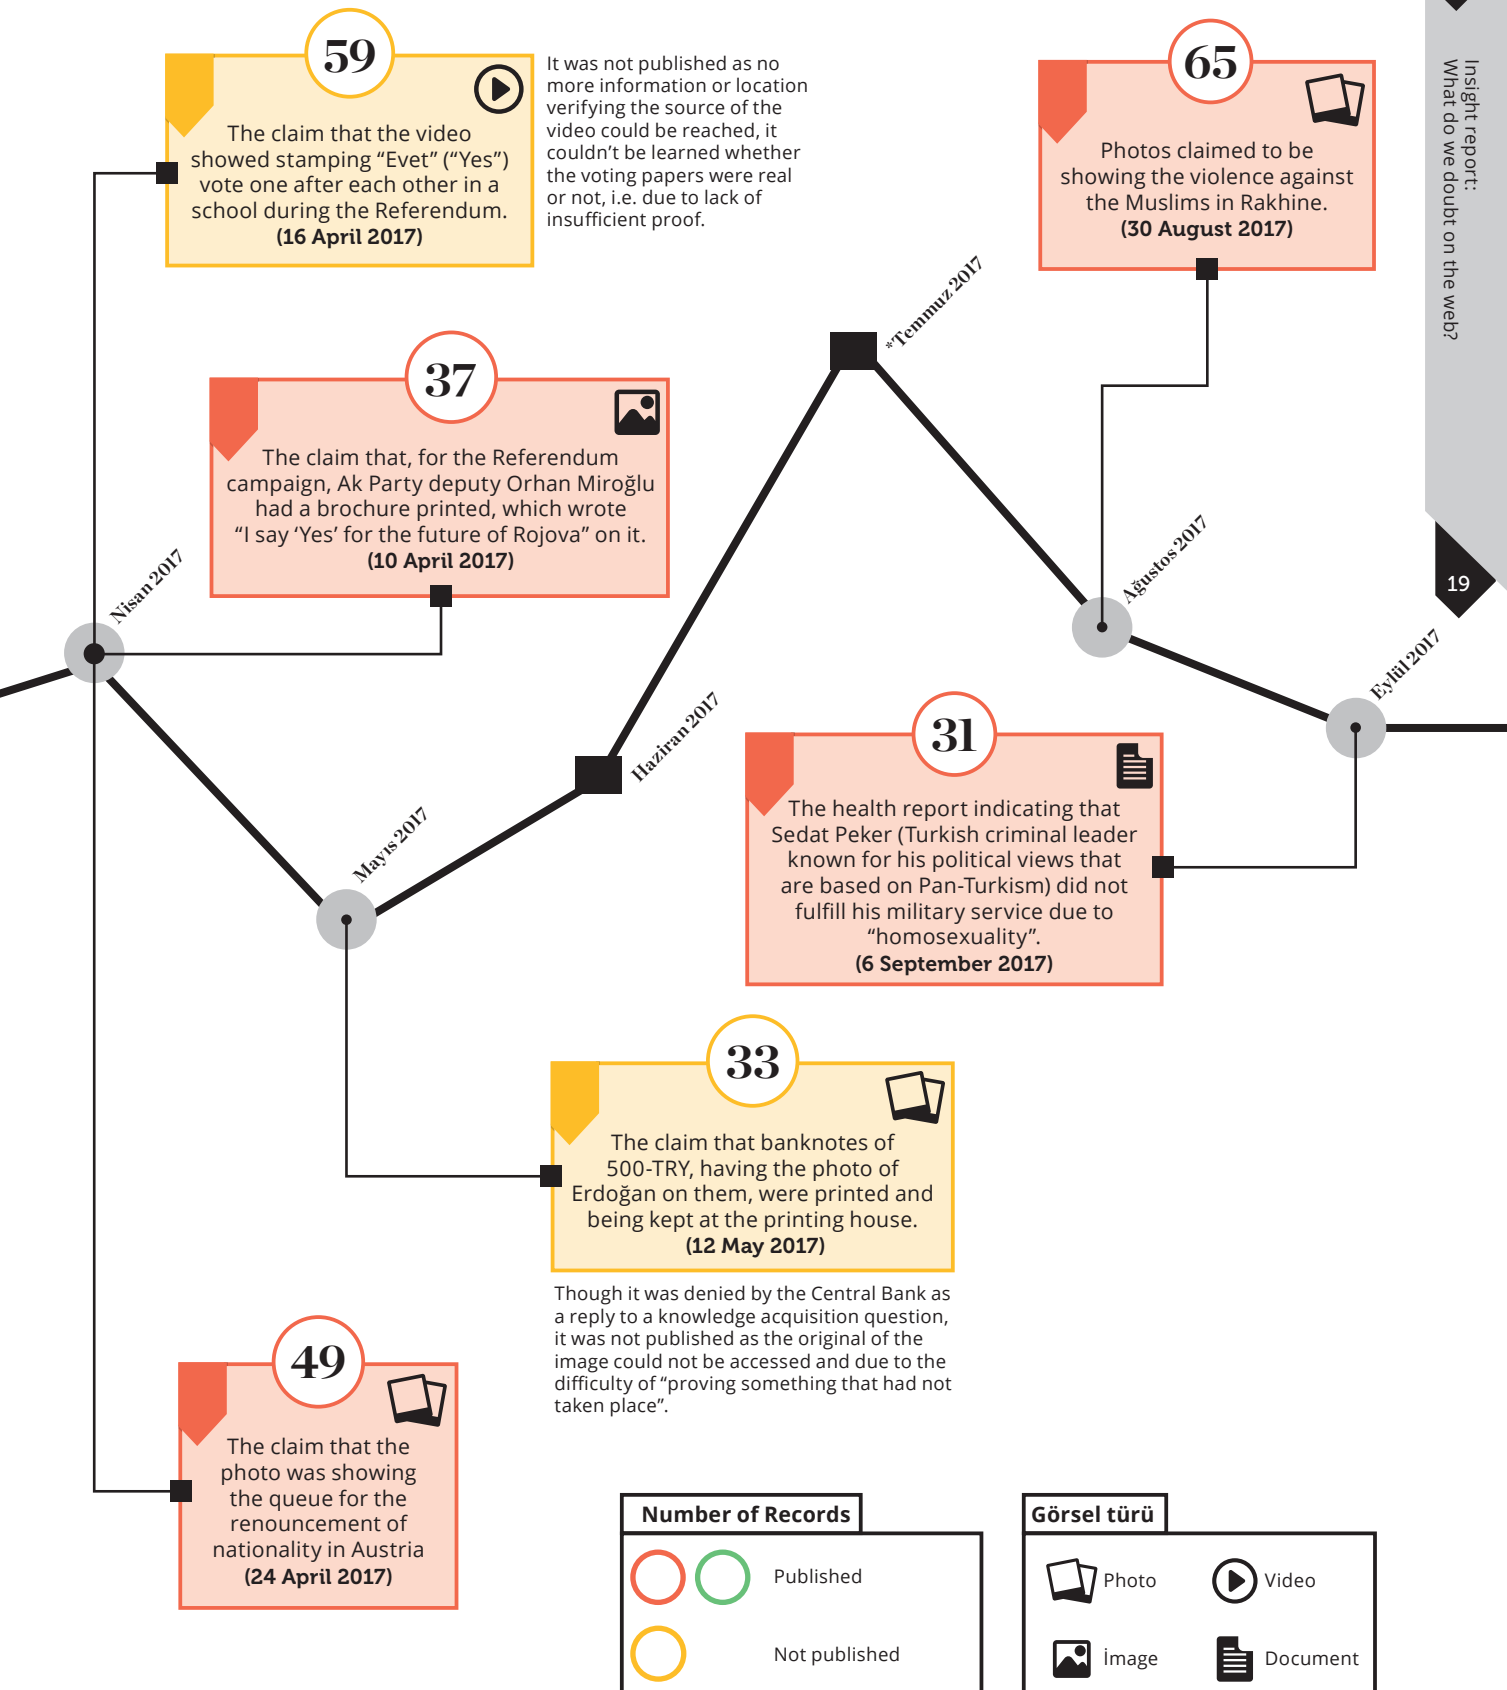 59
The claim that the video
showed stamping “Evet” (“Yes”)
vote one after each other in a
school during the Referendum.
(16 April 2017)
It was not published as no
more information or location
verifying the source of the
video could be reached, it
couldn’t be learned whether
the voting papers were real
or not, i.e. due to lack of
insufficient proof.
65
Photos claimed to be
showing the violence against
the Muslims in Rakhine.
(30 August 2017)
Insight report:
What do we doubt on the web?
19
37
The claim that, for the Referendum
campaign, Ak Party deputy Orhan Miroğlu
had a brochure printed, which wrote
“I say ‘Yes’ for the future of Rojova” on it.
(10 April 2017)
Nisan 2017
Mayıs 2017
Haziran 2017
*Temmuz 2017
Ağustos 2017
Eylül 2017
31
The health report indicating that
Sedat Peker (Turkish criminal leader
known for his political views that
are based on Pan-Turkism) did not
fulfill his military service due to
“homosexuality”.
(6 September 2017)
33
The claim that banknotes of
500-TRY, having the photo of
Erdoğan on them, were printed and
being kept at the printing house.
(12 May 2017)
Though it was denied by the Central Bank as
a reply to a knowledge acquisition question,
it was not published as the original of the
image could not be accessed and due to the
difficulty of “proving something that had not
taken place”.
49
The claim that the
photo was showing
the queue for the
renouncement of
nationality in Austria
(24 April 2017)
Number of Records
Published
Not published
Görsel türü
Photo
Video
İmage
Document